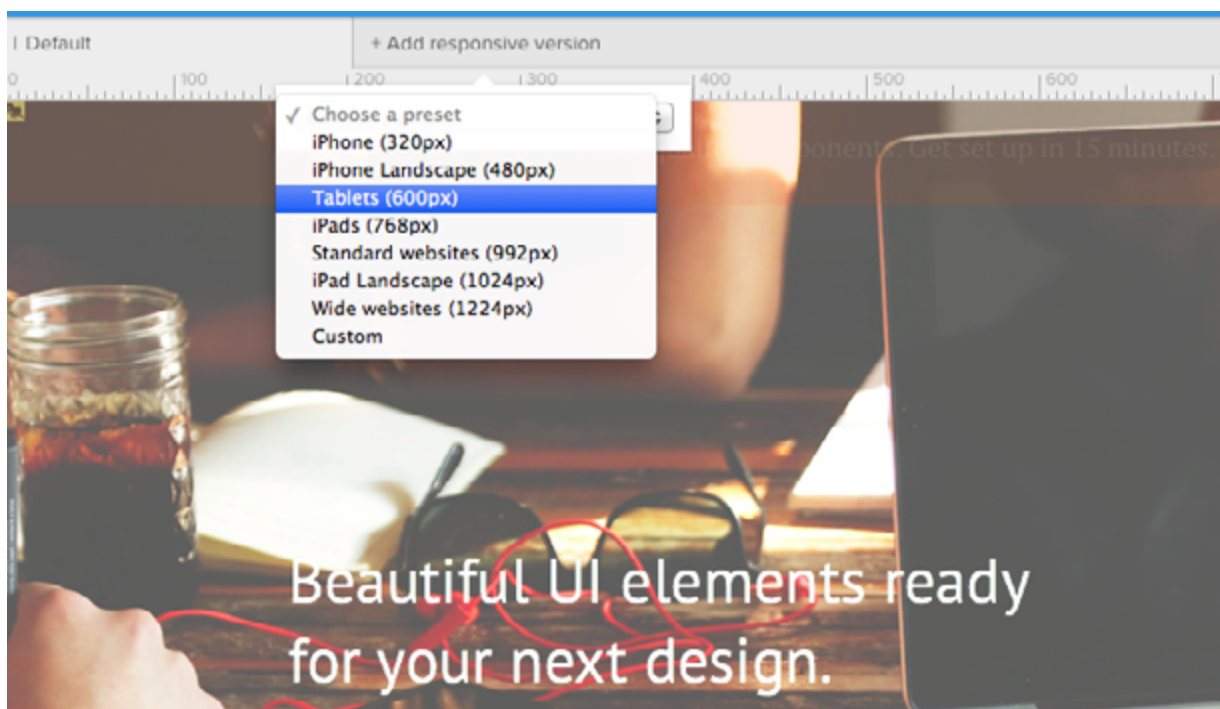 Default
+ Add responsive version
0 100 200 300 400 500 600
✓ Choose a preset
iPhone (320px)
iPhone Landscape (480px)
Tablets (600px)
iPads (768px)
Standard websites (992px)
iPad Landscape (1024px)
Wide websites (1224px)
Custom
Get set up in 15 minutes.
Beautiful UI elements ready
for your next design.